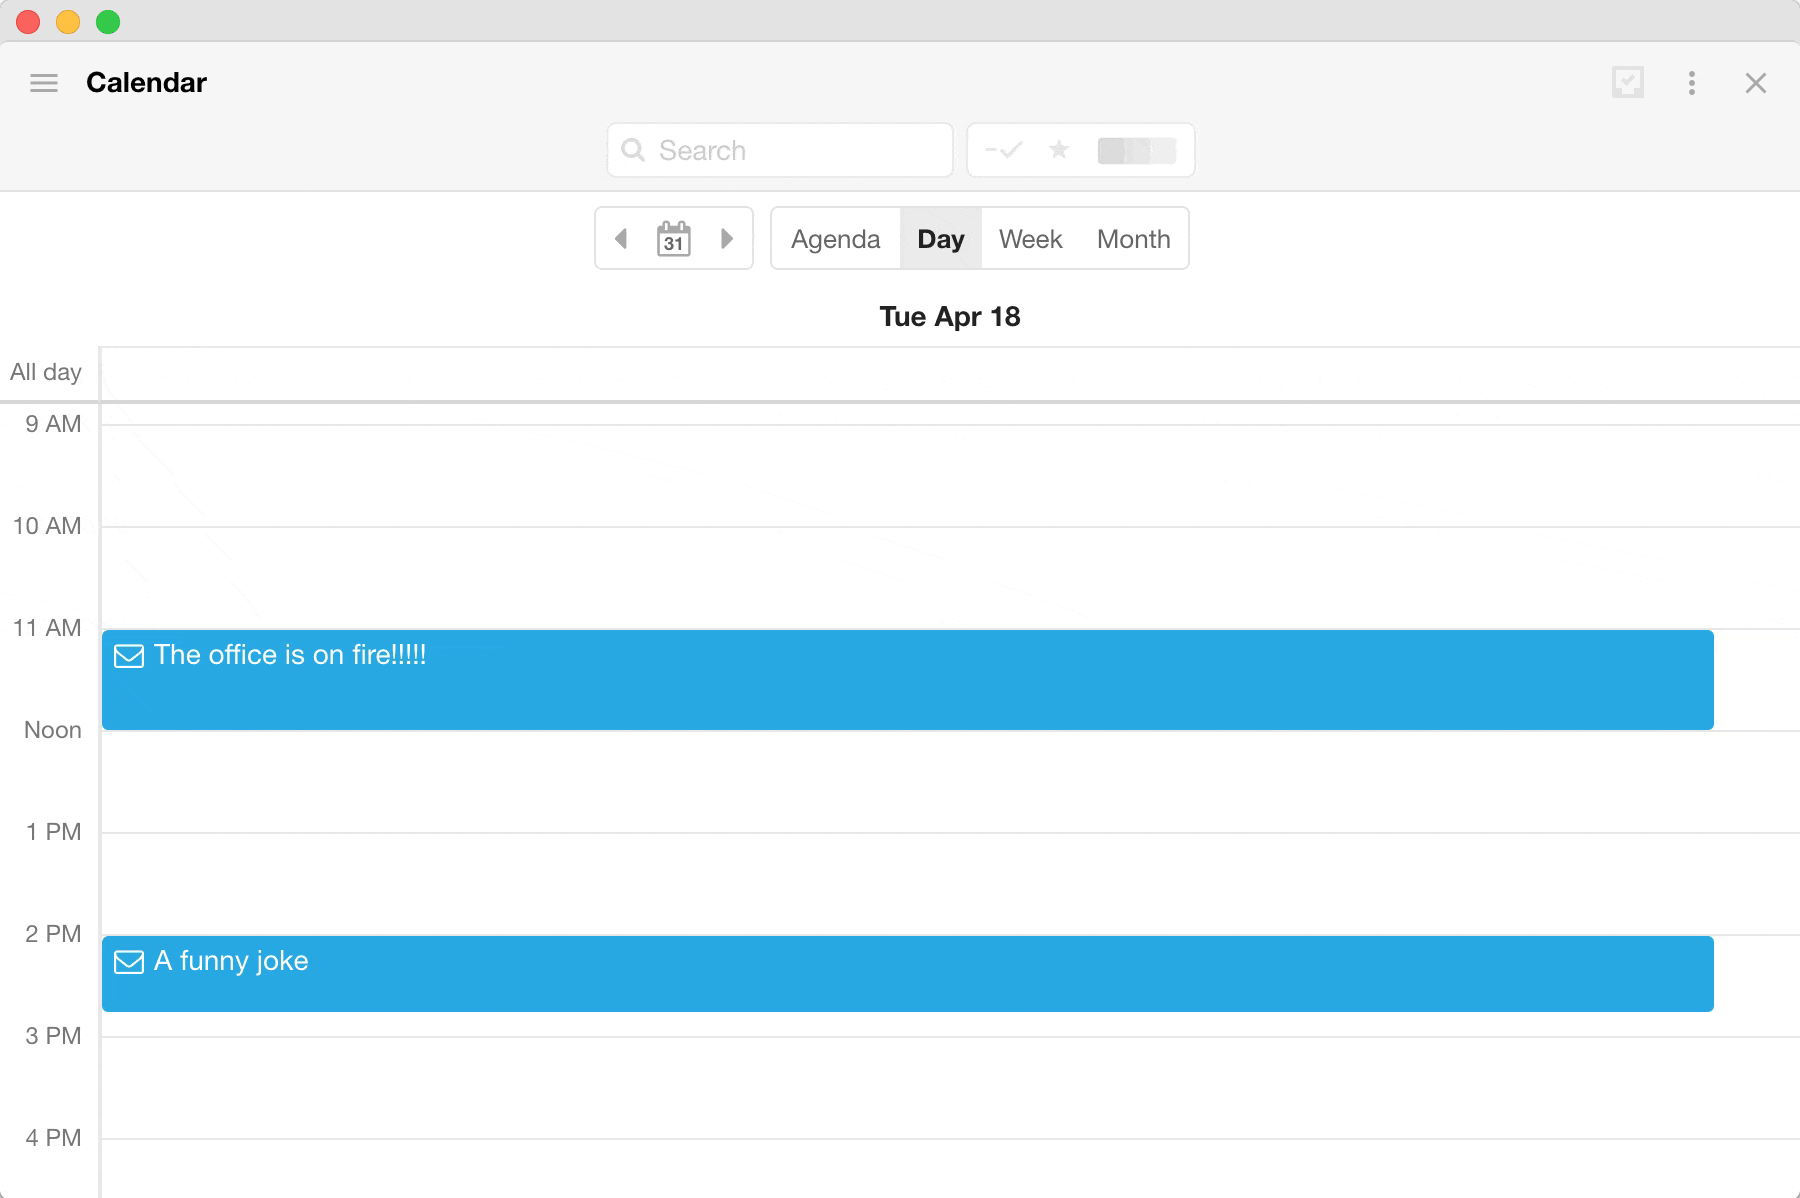 Calendar
Search
31
Agenda Day Week Month
Tue Apr 18
All day
9 AM
10 AM
11 AM
The office is on fire!!!!!
Noon
1 PM
2 PM
A funny joke
3 PM
4 PM